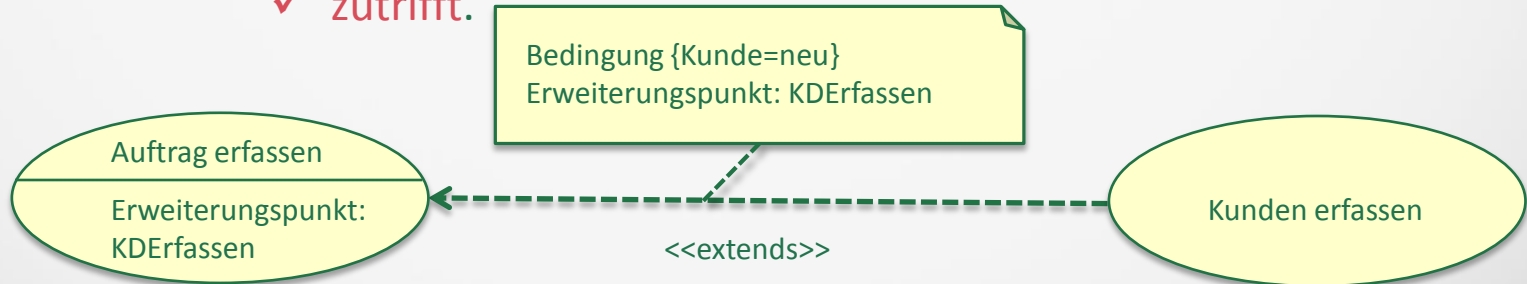 zutrifft.
Bedingung {Kunde=neu}
Erweiterungspunkt: KDErfassen
Auftrag erfassen
Erweiterungspunkt:
KDErfassen
<<extends>>
Kunden erfassen